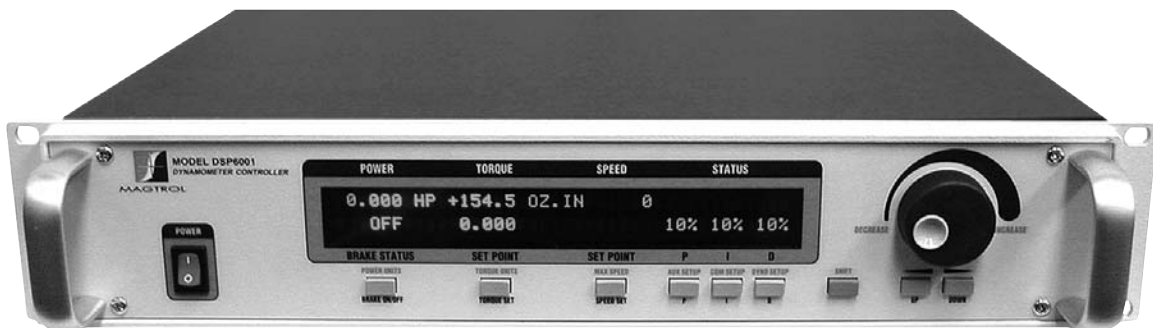 MODEL DSP6001
DYNAMOMETER CONTROLLER
MAGTROL
POWER
I
O
POWER TORQUE SPEED STATUS
0.000 HP +154.5 OZ.IN 0
OFF 0.000 10% 10% 10%
BRAKE STATUS SET POINT SET POINT P I D
POWER UNITS TORQUE UNITS MAX SPEED AUX SETUP COM SETUP DYNO SETUP SHIFT
BRAKE ON/OFF TORQUE SET SPEED SET P I D UP DOWN
DECREASE INCREASE